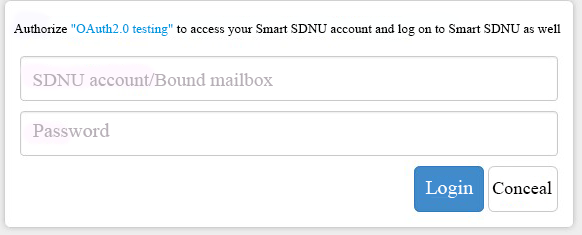 Authorize "OAuth2.0 testing" to access your Smart SDNU account and log on to Smart SDNU as well
SDNU account/Bound mailbox
Password
Login Conceal